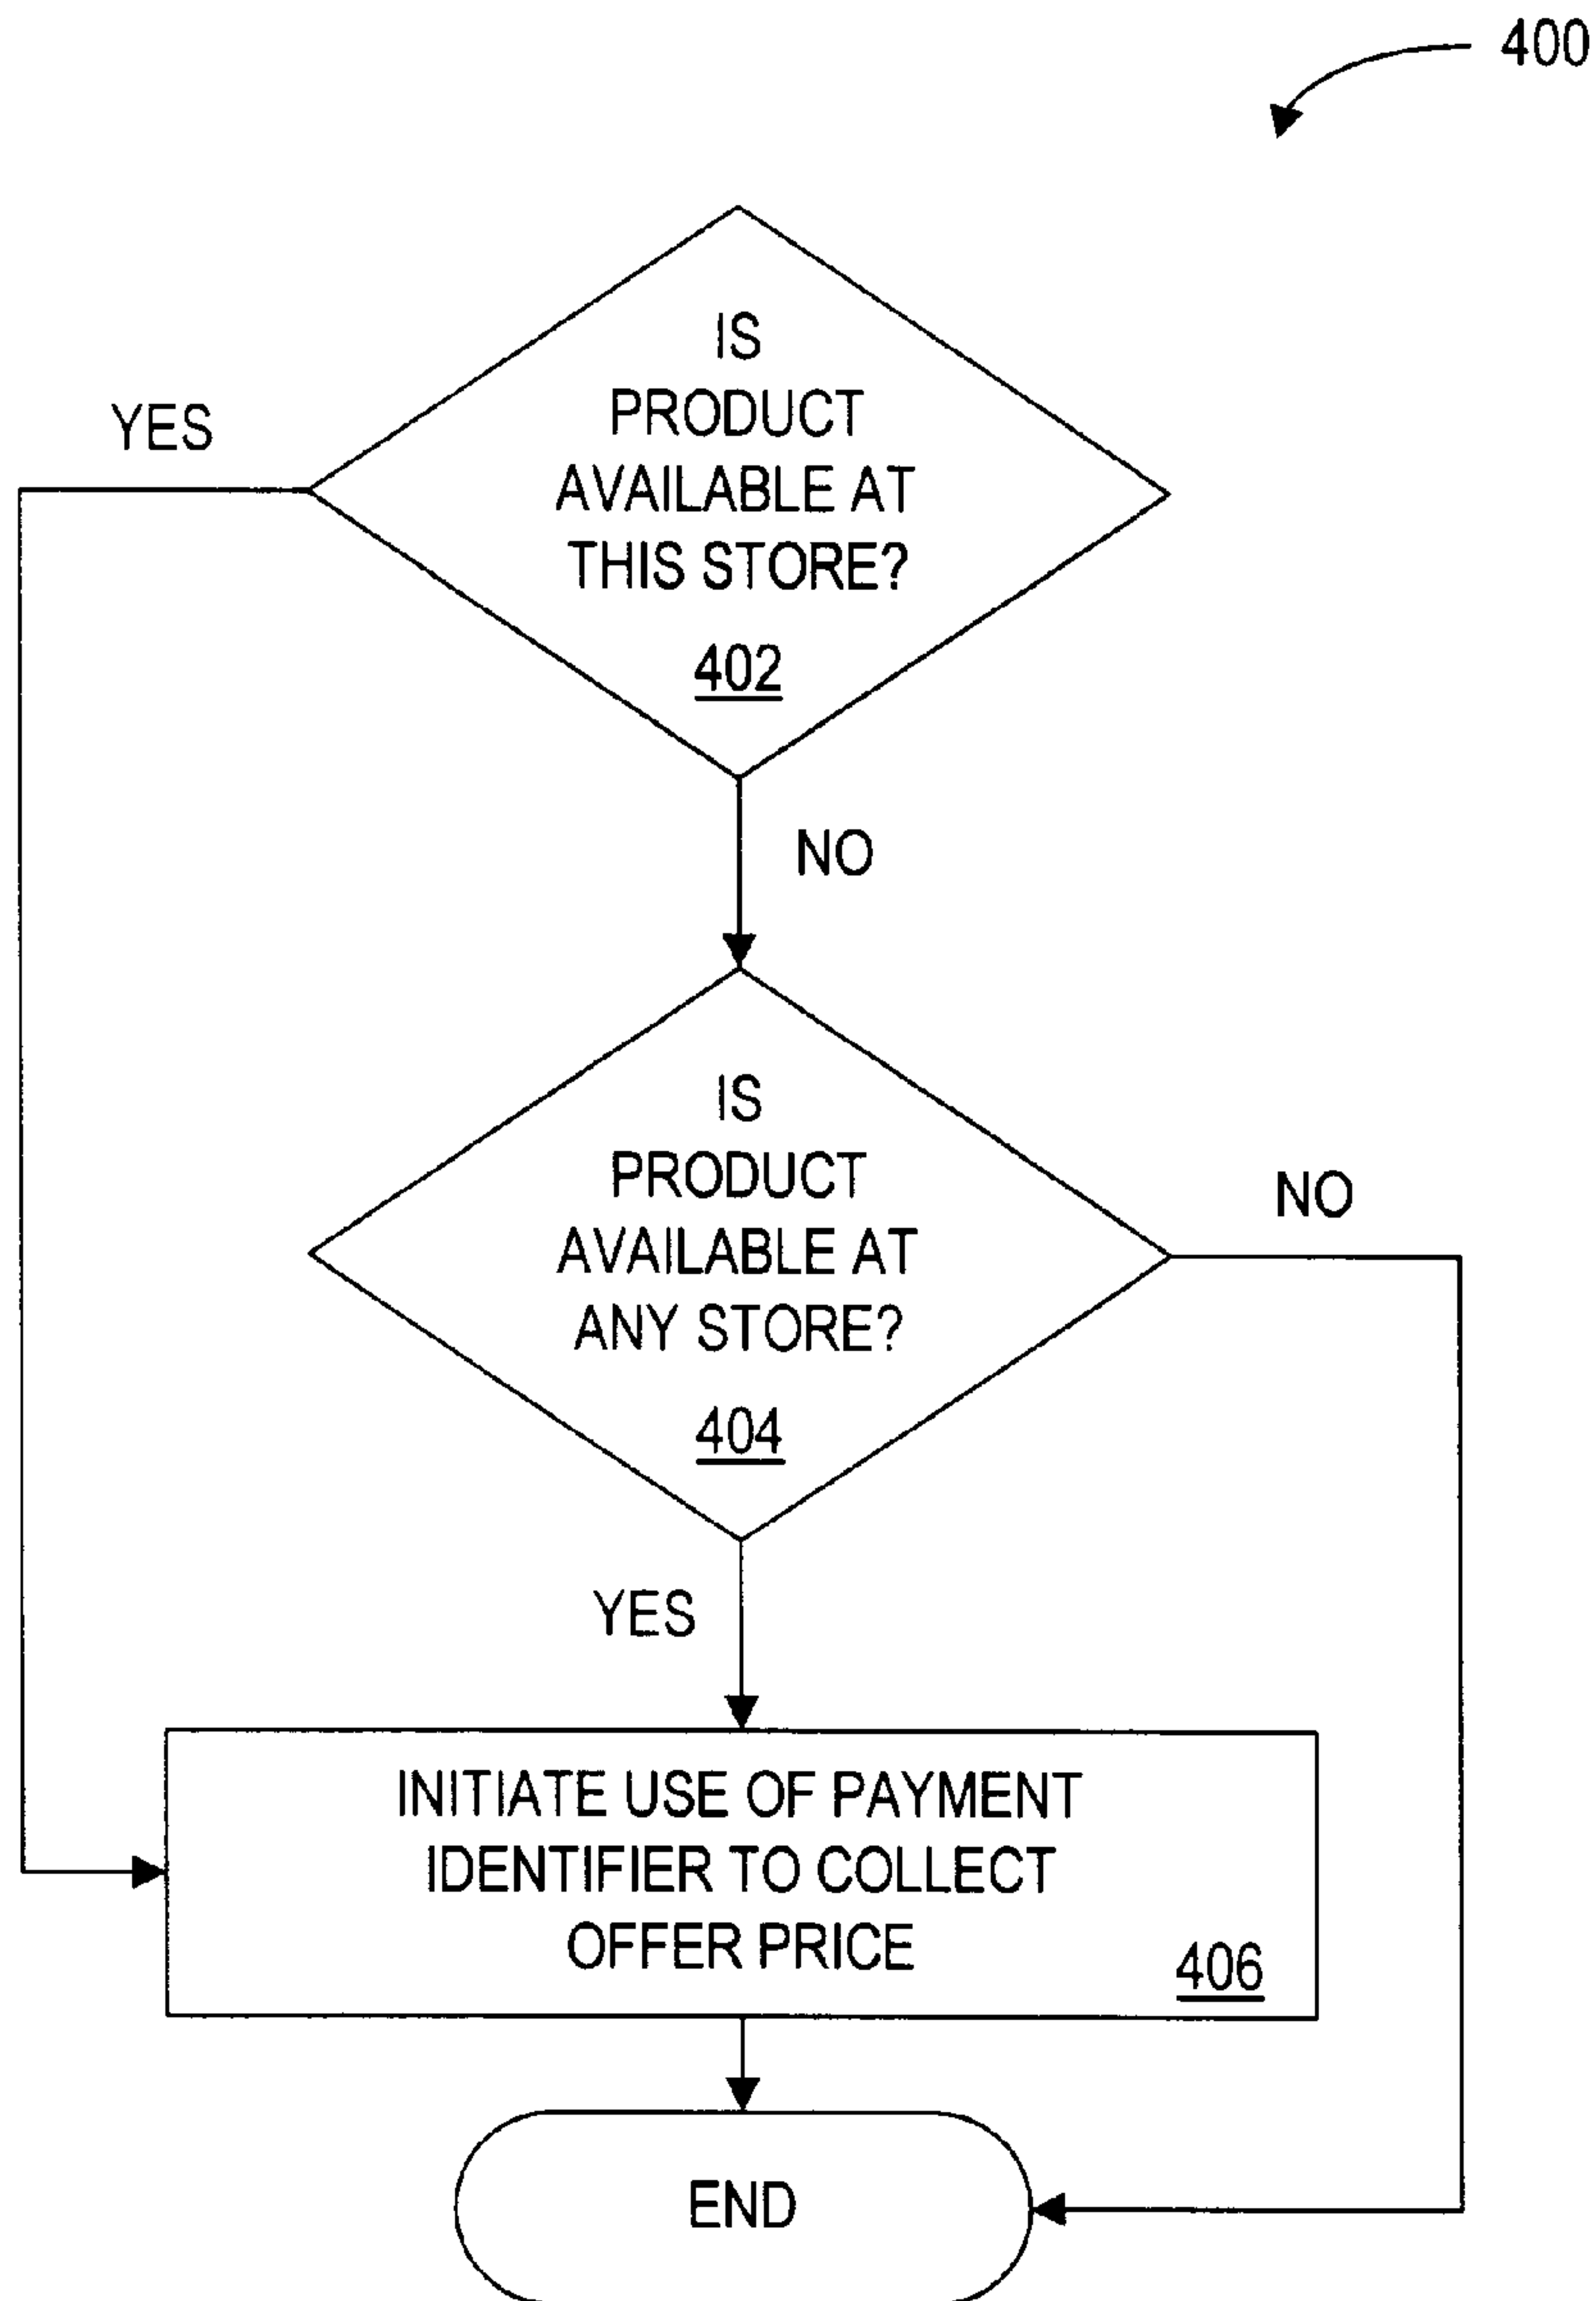 400
IS
PRODUCT
AVAILABLE AT
THIS STORE?
402
YES
NO
IS
PRODUCT
AVAILABLE AT
ANY STORE?
404
NO
YES
INITIATE USE OF PAYMENT
IDENTIFIER TO COLLECT
OFFER PRICE
406
END